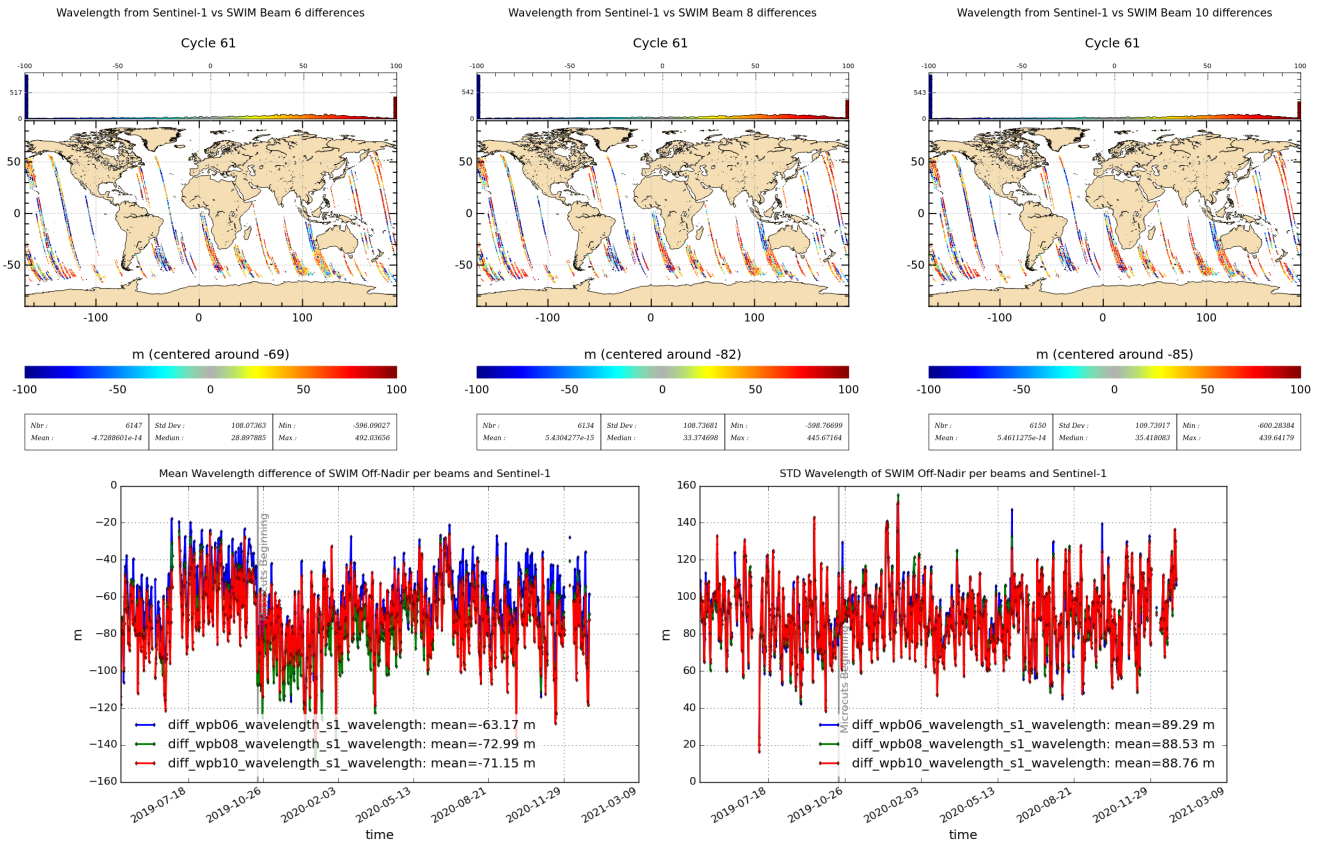 Wavelength from Sentinel-1 vs SWIM Beam 6 differences
Cycle 61
-100 -50 0 50 100
517
0
50
0
-50
-100 0 100
m (centered around -69)
-100 -50 0 50 100
Nbr : 6147 Std Dev : 108.07363 Min : -596.09027
Mean : -4.7288601e-14 Median : 28.897885 Max : 492.03656
Wavelength from Sentinel-1 vs SWIM Beam 8 differences
Cycle 61
-100 -50 0 50 100
542
0
50
0
-50
-100 0 100
m (centered around -82)
-100 -50 0 50 100
Nbr : 6134 Std Dev : 108.73681 Min : -598.76699
Mean : 5.4304277e-15 Median : 33.374698 Max : 445.67164
Wavelength from Sentinel-1 vs SWIM Beam 10 differences
Cycle 61
-100 -50 0 50 100
543
0
50
0
-50
-100 0 100
m (centered around -85)
-100 -50 0 50 100
Nbr : 6150 Std Dev : 109.73917 Min : -600.28384
Mean : 5.4611275e-14 Median : 35.418083 Max : 439.64179
Mean Wavelength difference of SWIM Off-Nadir per beams and Sentinel-1
0
−20
−40
−60
−80
−100
−120
−140
−160
m
Beginning
diff_wpb06_wavelength_s1_wavelength: mean=-63.17 m
diff_wpb08_wavelength_s1_wavelength: mean=-72.99 m
diff_wpb10_wavelength_s1_wavelength: mean=-71.15 m
2019-07-18 2019-10-26 2020-02-03 2020-05-13 2020-08-21 2020-11-29 2021-03-09
time
STD Wavelength of SWIM Off-Nadir per beams and Sentinel-1
160
140
120
100
80
60
40
20
0
m
Microcuts Beginning
diff_wpb06_wavelength_s1_wavelength: mean=89.29 m
diff_wpb08_wavelength_s1_wavelength: mean=88.53 m
diff_wpb10_wavelength_s1_wavelength: mean=88.76 m
2019-07-18 2019-10-26 2020-02-03 2020-05-13 2020-08-21 2020-11-29 2021-03-09
time